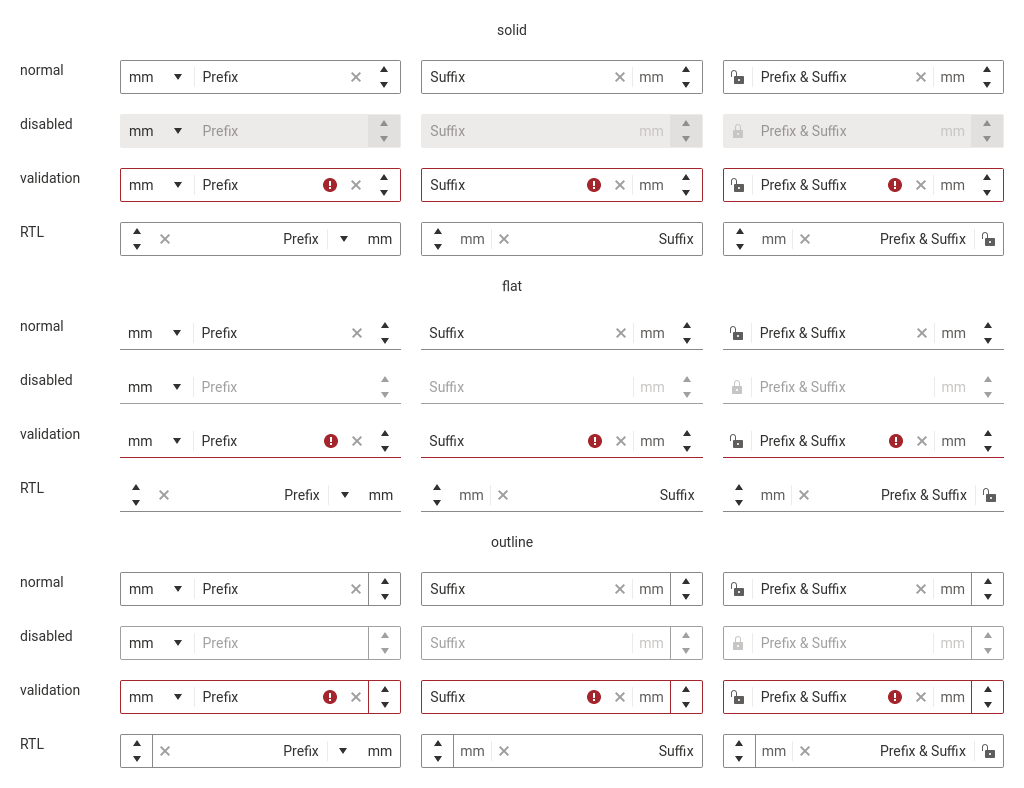 solid
normal mm Prefix Suffix mm Prefix & Suffix mm
disabled mm Prefix Suffix mm Prefix & Suffix mm
validation mm Prefix Suffix mm Prefix & Suffix mm
RTL Prefix mm mm Suffix mm Prefix & Suffix
flat
normal mm Prefix Suffix mm Prefix & Suffix mm
disabled mm Prefix Suffix mm Prefix & Suffix mm
validation mm Prefix Suffix mm Prefix & Suffix mm
RTL Prefix mm mm Suffix mm Prefix & Suffix
outline
normal mm Prefix Suffix mm Prefix & Suffix mm
disabled mm Prefix Suffix mm Prefix & Suffix mm
validation mm Prefix Suffix mm Prefix & Suffix mm
RTL Prefix mm mm Suffix mm Prefix & Suffix